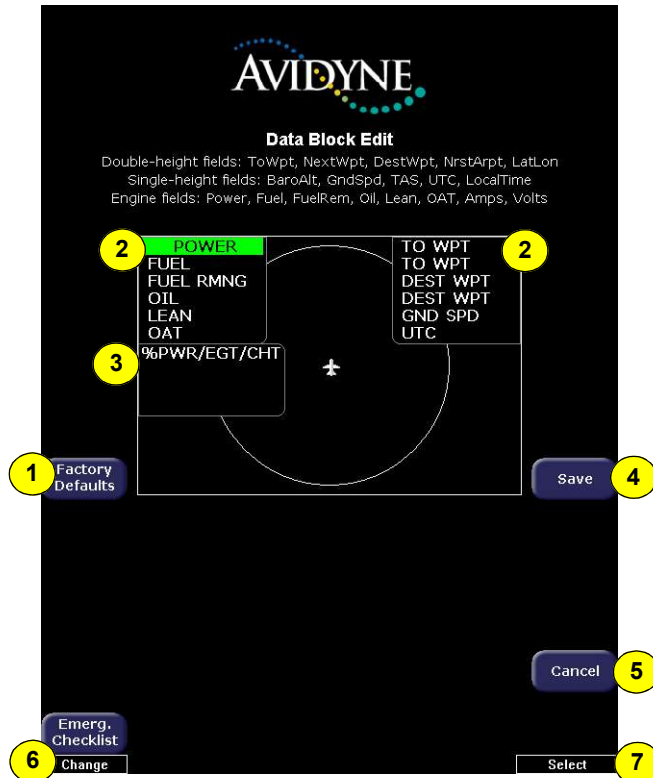 AVIDYNE
Data Block Edit
Double-height fields: ToWpt, NextWpt, DestWpt, NrstArpt, LatLon
Single-height fields: BaroAlt, GndSpd, TAS, UTC, LocalTime
Engine fields: Power, Fuel, FuelRem, Oil, Lean, OAT, Amps, Volts
2
POWER
FUEL
FUEL RMNG
OIL
LEAN
OAT
TO WPT
TO WPT
DEST WPT
DEST WPT
GND SPD
UTC
2
3
%PWR/EGT/CHT
1
Factory
Defaults
Save
4
Cancel
5
Emerg.
Checklist
6
Change
Select
7